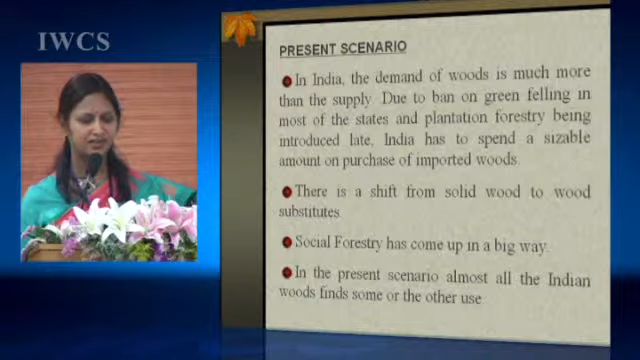 IWCS
PRESENT SCENARIO
In India, the demand of woods is much more
than the supply. Due to ban on green felling in
most of the states and plantation forestry being
introduced late, India has to spend a sizable
amount on purchase of imported woods.
There is a shift from solid wood to wood
substitutes
Social Forestry has come up in a big way.
In the present scenario almost all the Indian
woods finds some or the other use